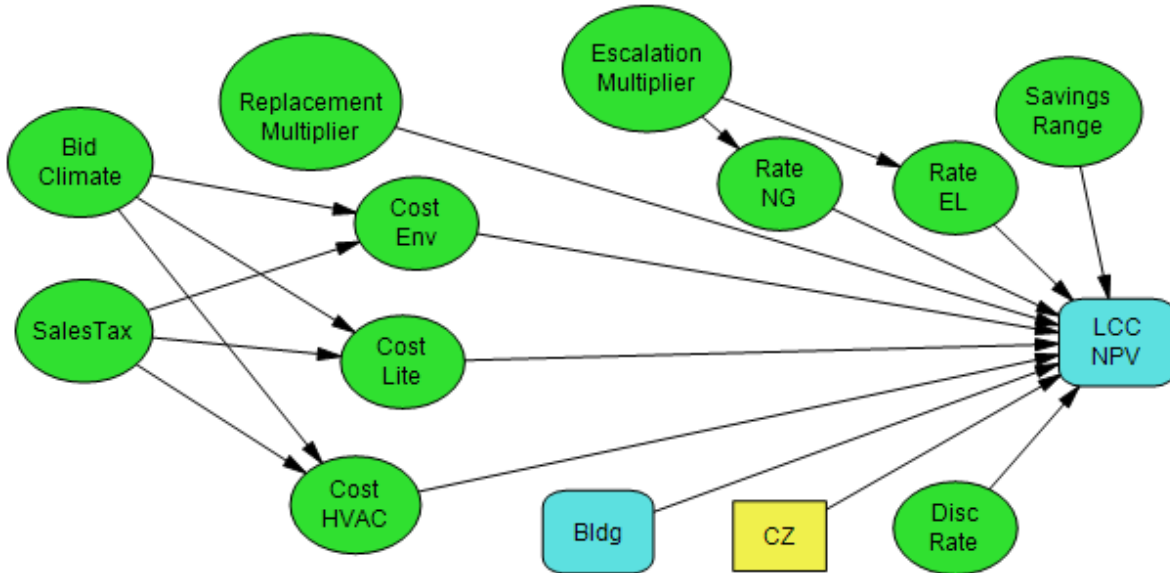 Escalation
Multiplier
Replacement
Multiplier
Savings
Range
Bid
Climate
Rate
NG
Rate
EL
Cost
Env
SalesTax
Cost
Lite
LCC
NPV
Cost
HVAC
Bldg
CZ
Disc
Rate